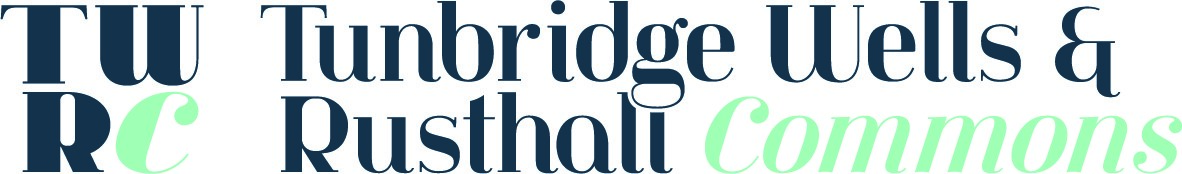 TW
RC
Tunbridge Wells &
Rusthall Commons